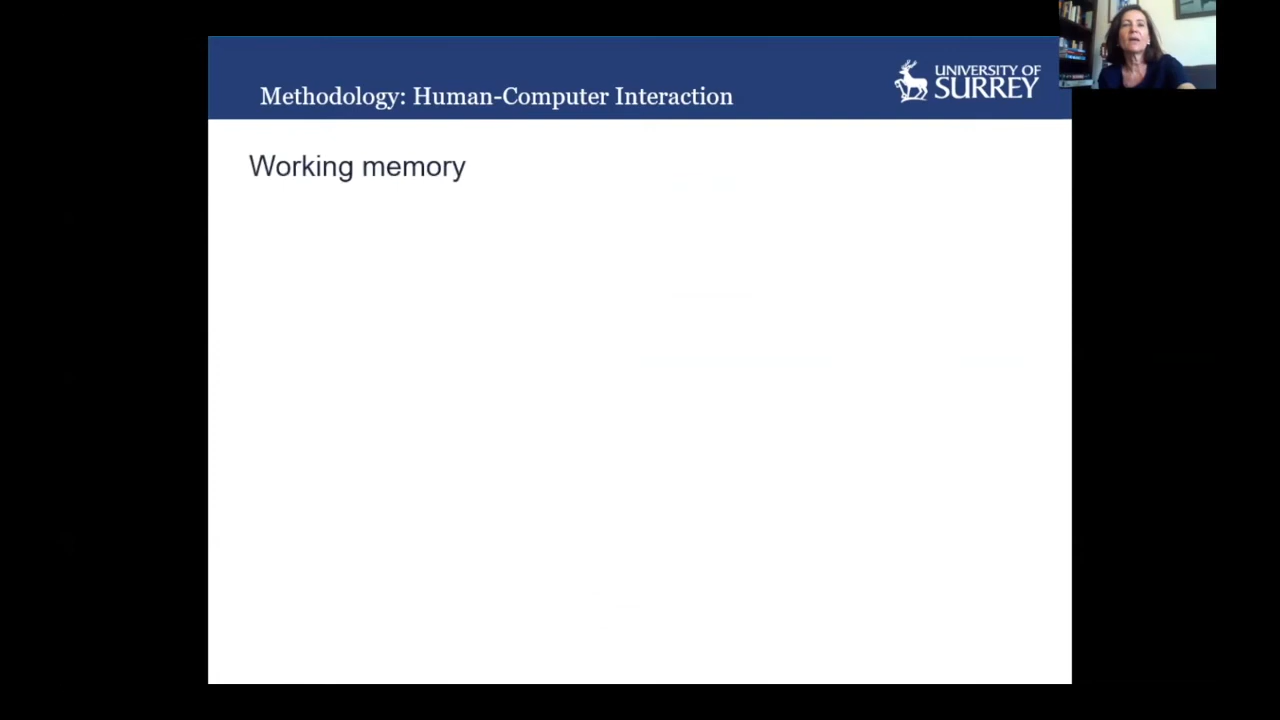 Methodology: Human-Computer Interaction
UNIVERSITY OF
SURREY
Working memory